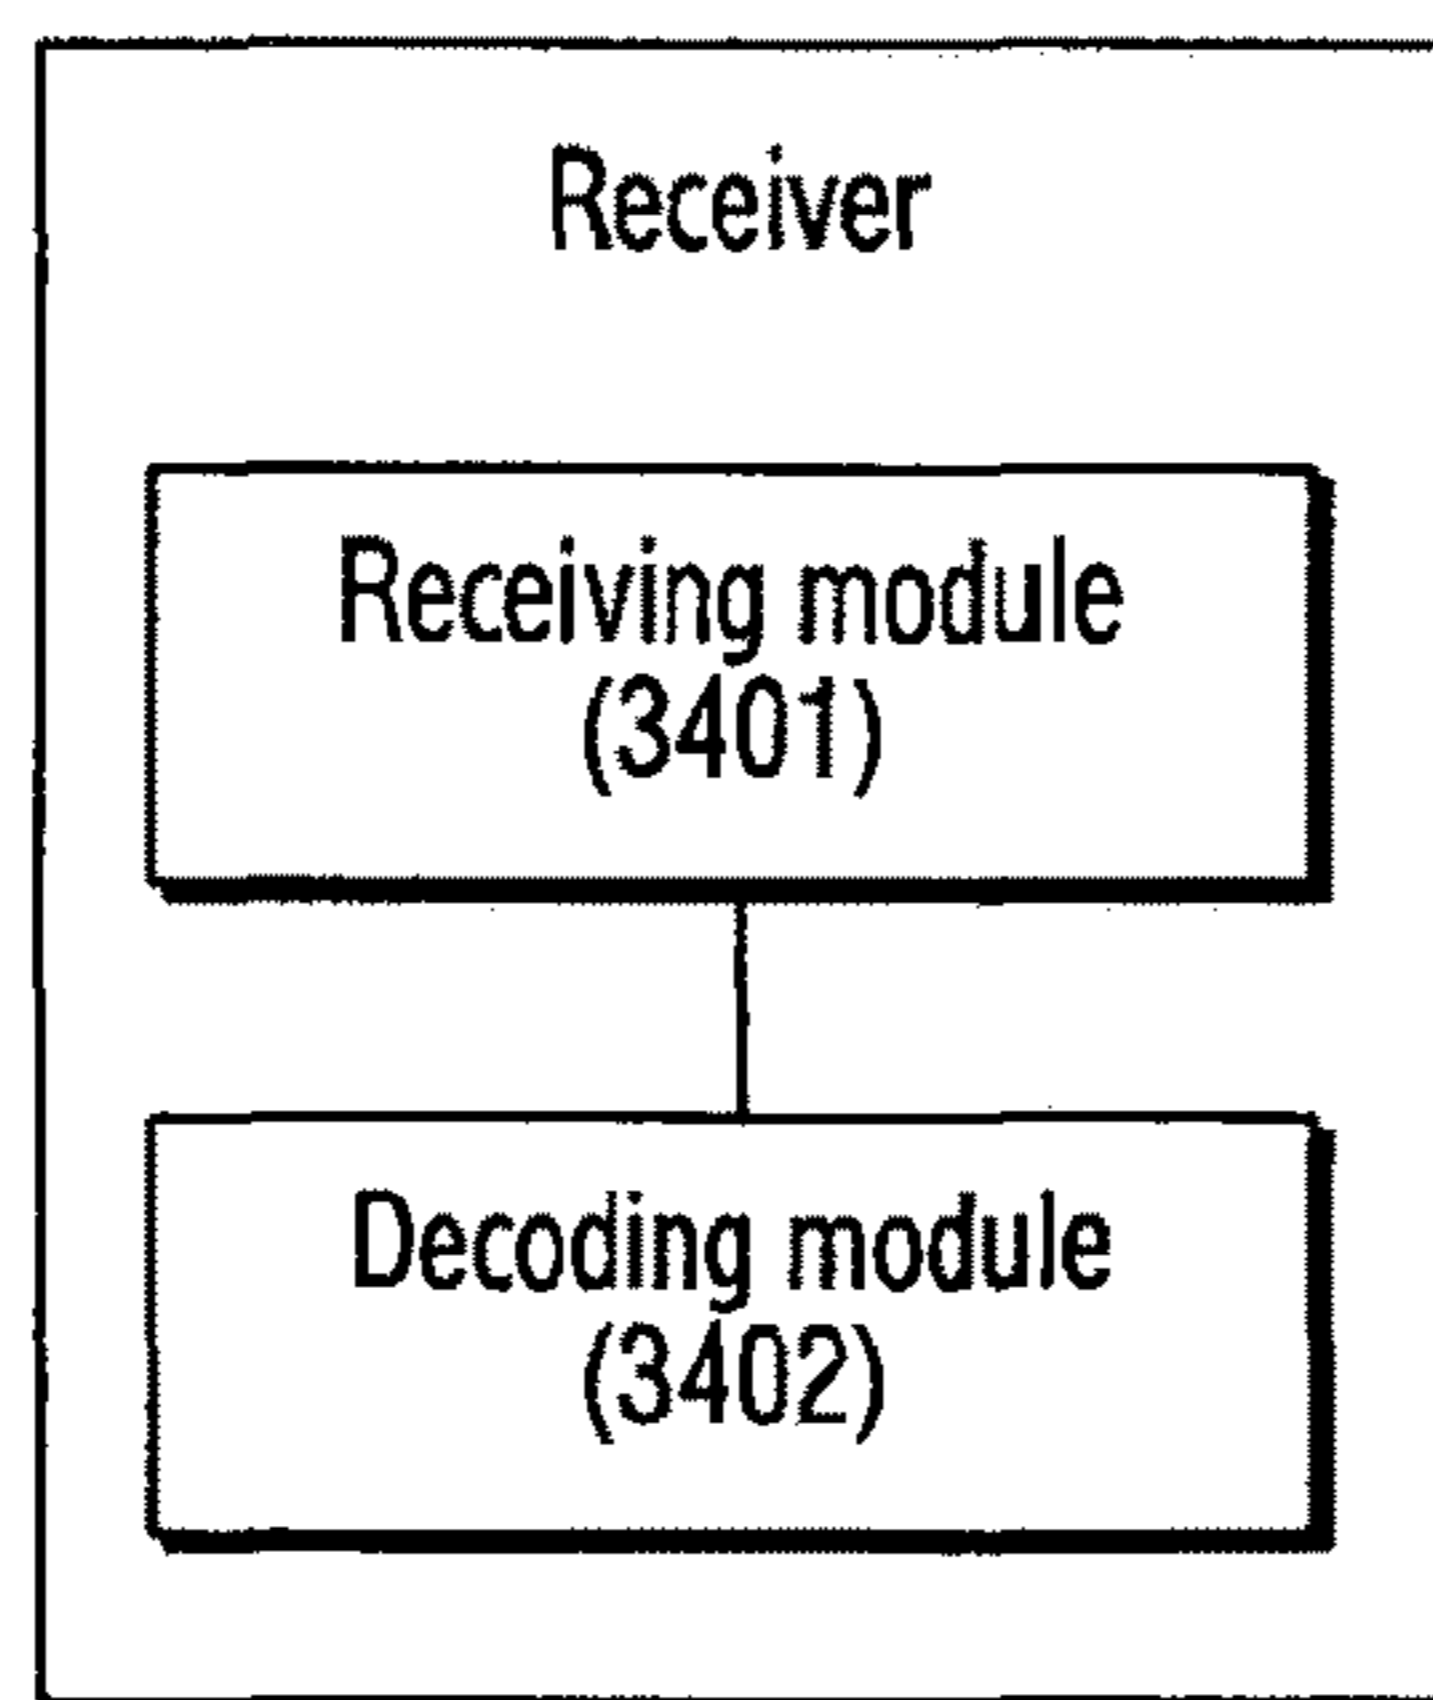 Receiver
Receiving module
(3401)
Decoding module
(3402)